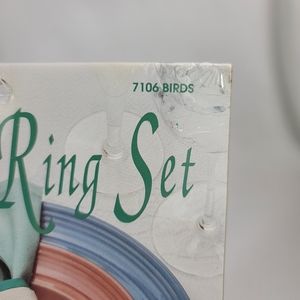 7106 BIRDS
Ring Set